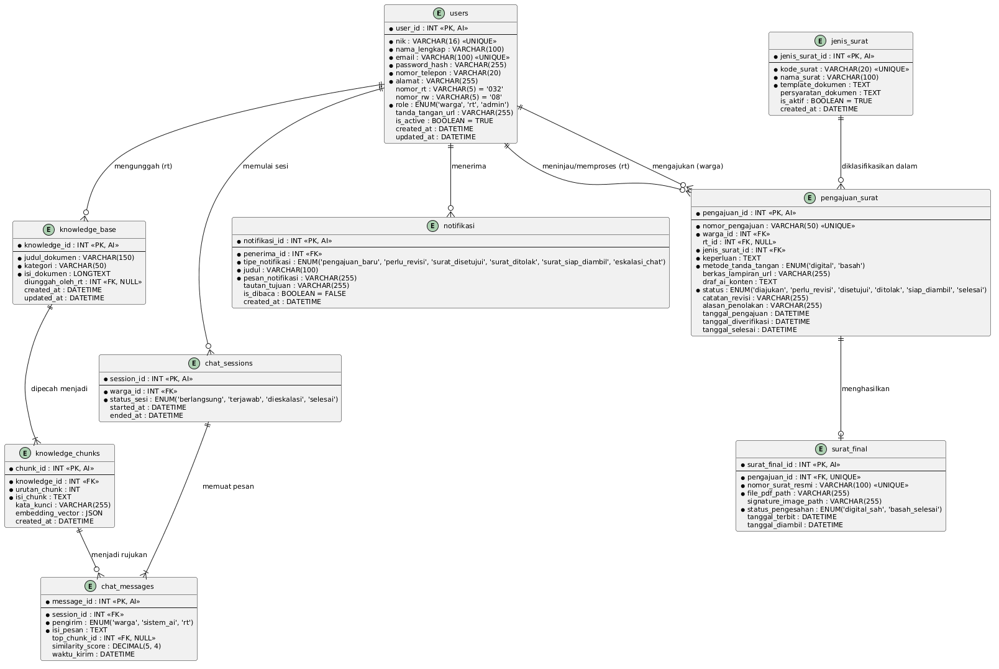 E users
user_id : INT «PK, AI»
nik : VARCHAR(16) «UNIQUE»
nama_lengkap : VARCHAR(100)
email : VARCHAR(100) «UNIQUE»
password_hash : VARCHAR(255)
nomor_telepon : VARCHAR(20)
alamat : VARCHAR(255)
nomor_rt : VARCHAR(5) = '032'
nomor_rw : VARCHAR(5) = '08'
role : ENUM('warga', 'rt', 'admin')
tanda_tangan_url : VARCHAR(255)
is_active : BOOLEAN = TRUE
created_at : DATETIME
updated_at : DATETIME
E jenis_surat
jenis_surat_id : INT «PK, AI»
kode_surat : VARCHAR(20) «UNIQUE»
nama_surat : VARCHAR(100)
template_dokumen : TEXT
persyaratan_dokumen : TEXT
is_aktif : BOOLEAN = TRUE
created_at : DATETIME
mengunggah (rt)
memulai sesi
menerima
meninjau/memproses (rt)
mengajukan (warga)
diklasifikasikan dalam
E knowledge_base
knowledge_id : INT «PK, AI»
judul_dokumen : VARCHAR(150)
kategori : VARCHAR(50)
isi_dokumen : LONGTEXT
diunggah_oleh_rt : INT «FK, NULL»
created_at : DATETIME
updated_at : DATETIME
E notifikasi
notifikasi_id : INT «PK, AI»
penerima_id : INT «FK»
tipe_notifikasi : ENUM('pengajuan_baru', 'perlu_revisi', 'surat_disetujui', 'surat_ditolak', 'surat_siap_diambil', 'eskalasi_chat')
judul : VARCHAR(100)
pesan_notifikasi : VARCHAR(255)
tautan_tujuan : VARCHAR(255)
is_dibaca : BOOLEAN = FALSE
created_at : DATETIME
E pengajuan_surat
pengajuan_id : INT «PK, AI»
nomor_pengajuan : VARCHAR(50) «UNIQUE»
warga_id : INT «FK»
rt_id : INT «FK, NULL»
jenis_surat_id : INT «FK»
keperluan : TEXT
metode_tanda_tangan : ENUM('digital', 'basah')
berkas_lampiran_url : VARCHAR(255)
draf_ai_konten : TEXT
status : ENUM('diajukan', 'perlu_revisi', 'disetujui', 'ditolak', 'siap_diambil', 'selesai')
catatan_revisi : VARCHAR(255)
alasan_penolakan : VARCHAR(255)
tanggal_pengajuan : DATETIME
tanggal_diverifikasi : DATETIME
tanggal_selesai : DATETIME
E chat_sessions
session_id : INT «PK, AI»
warga_id : INT «FK»
status_sesi : ENUM('berlangsung', 'terjawab', 'dieskalasi', 'selesai')
started_at : DATETIME
ended_at : DATETIME
dipecah menjadi
menghasilkan
E knowledge_chunks
chunk_id : INT «PK, AI»
knowledge_id : INT «FK»
urutan_chunk : INT
isi_chunk : TEXT
kata_kunci : VARCHAR(255)
embedding_vector : JSON
created_at : DATETIME
memuat pesan
E surat_final
surat_final_id : INT «PK, AI»
pengajuan_id : INT «FK, UNIQUE»
nomor_surat_resmi : VARCHAR(100) «UNIQUE»
file_pdf_path : VARCHAR(255)
signature_image_path : VARCHAR(255)
status_pengesahan : ENUM('digital_sah', 'basah_selesai')
tanggal_terbit : DATETIME
tanggal_diambil : DATETIME
menjadi rujukan
E chat_messages
message_id : INT «PK, AI»
session_id : INT «FK»
pengirim : ENUM('warga', 'sistem_ai', 'rt')
isi_pesan : TEXT
top_chunk_id : INT «FK, NULL»
similarity_score : DECIMAL(5, 4)
waktu_kirim : DATETIME